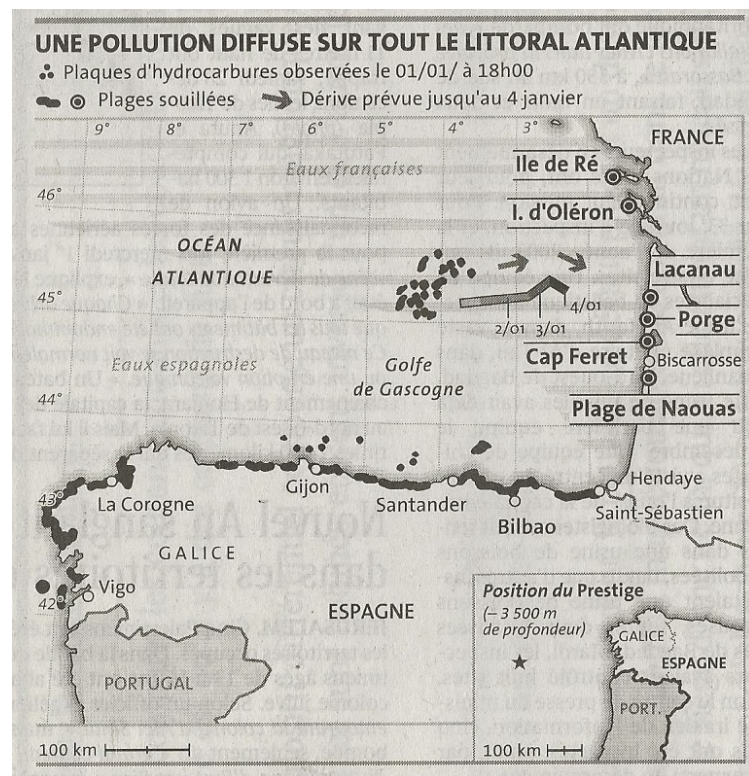 UNE POLLUTION DIFFUSE SUR TOUT LE LITTORAL ATLANTIQUE
Plaques d'hydrocarbures observées le 01/01/ à 18h00
Plages souillées
Dérive prévue jusqu'au 4 janvier
9° 8° 7° 6° 5° 4° 3°
FRANCE
Eaux françaises
Ile de Ré
46°
I. d'Oléron
OCÉAN
ATLANTIQUE
Lacanau
45°
4/01
2/01 3/01
Porge
Cap Ferret
Biscarrosse
Eaux espagnoles
Golfe
de Gascogne
44°
Plage de Naouas
Hendaye
43°
La Corogne
Gijon
Santander
Saint-Sébastien
Bilbao
GALICE
Vigo
42°
ESPAGNE
PORTUGAL
Position du Prestige
(– 3 500 m
de profondeur)
GALICE
ESPAGNE
PORT.
100 km
100 km